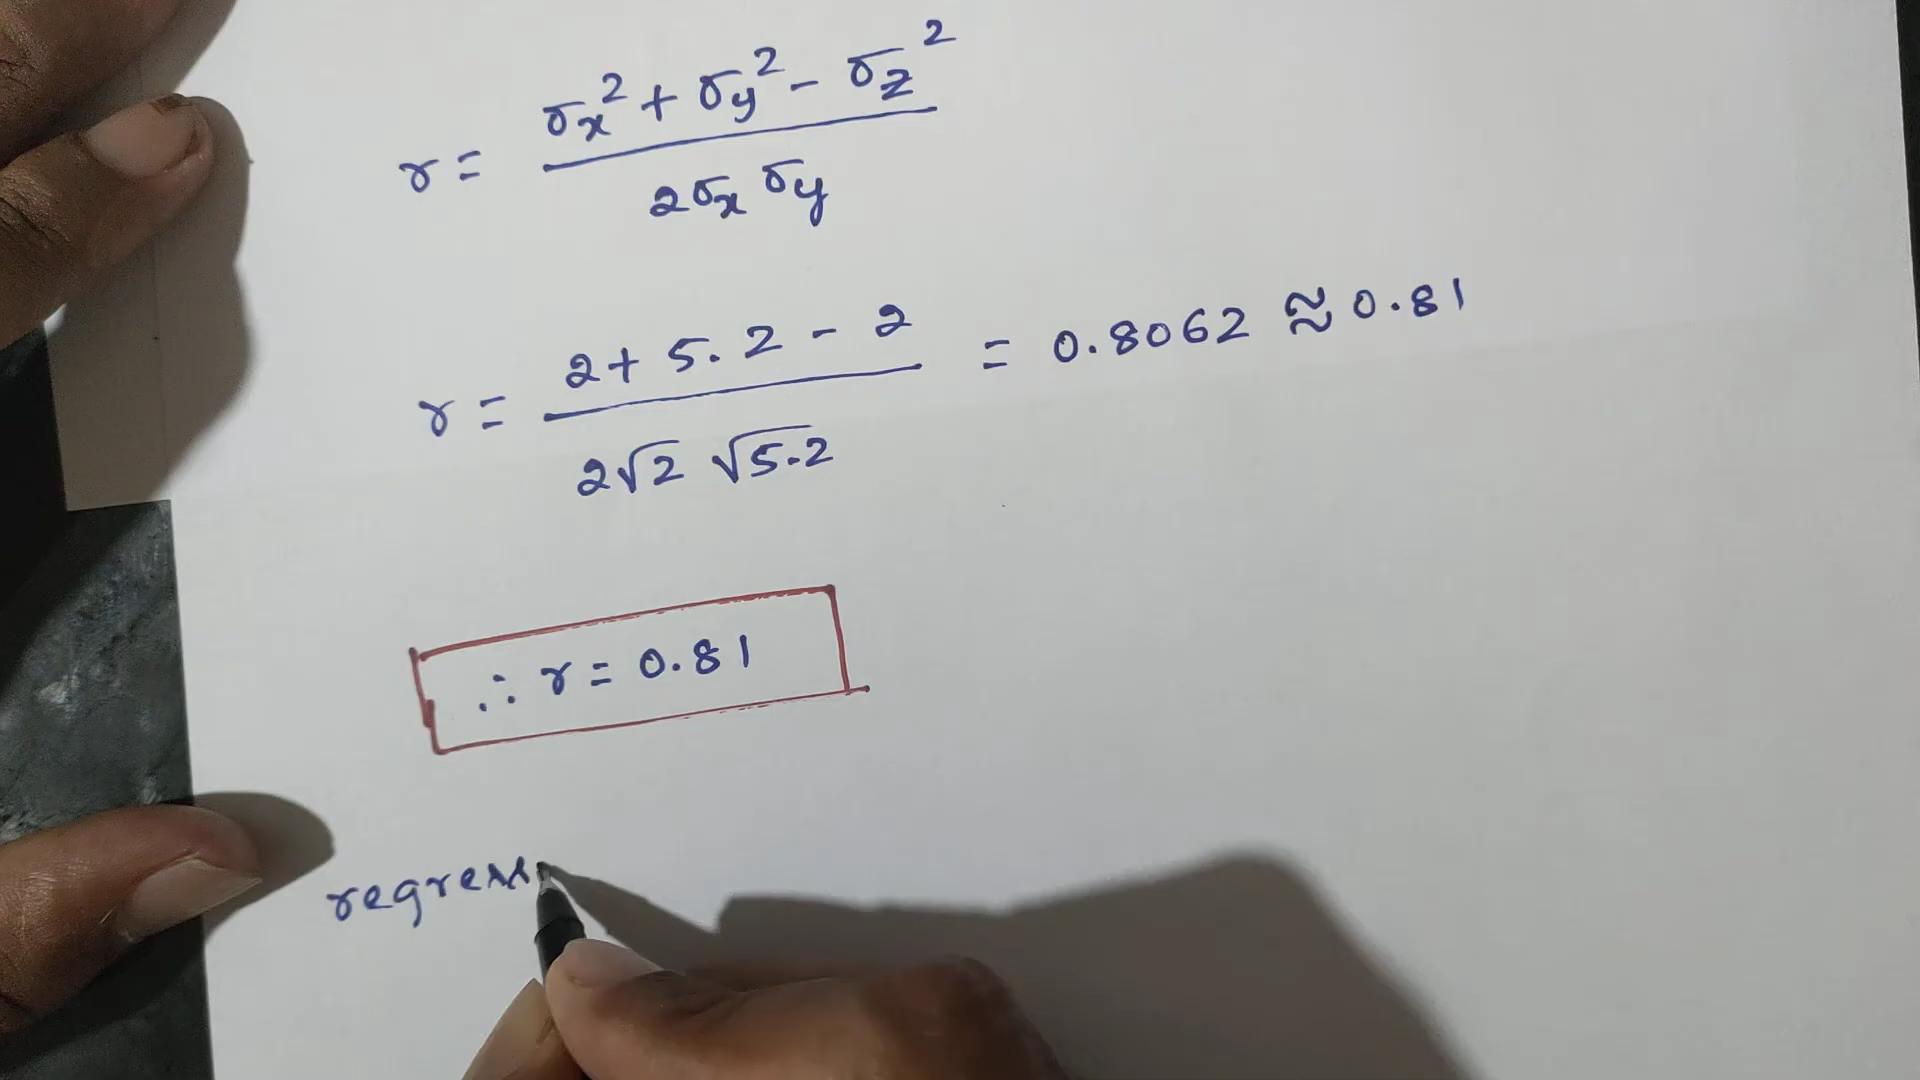 r = σx² + σy² - σz² / 2σx σy
r = 2 + 5.2 - 2 / 2√2 √5.2 = 0.8062 ≈ 0.81
∴ r = 0.81
regress